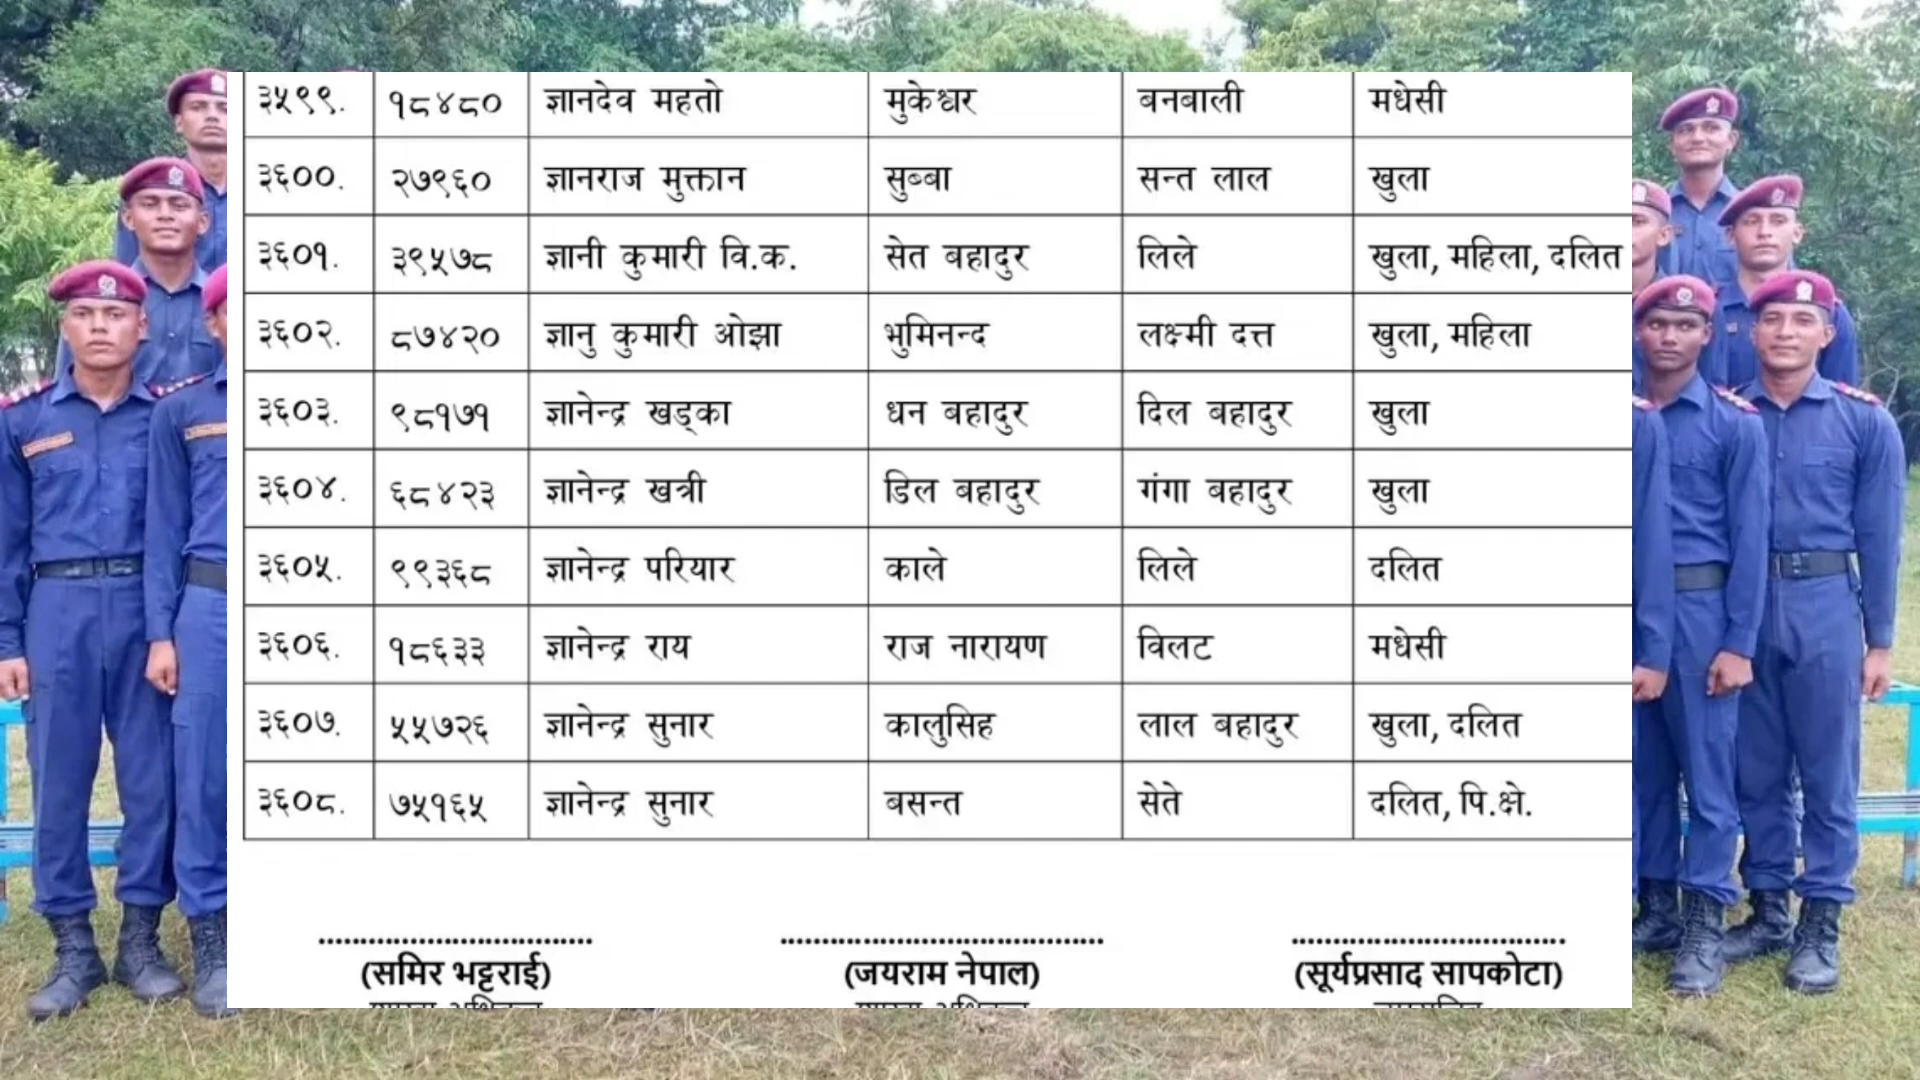 ३५९९. १८४८० ज्ञानदेव महतो मुकेश्वर बनबाली मधेसी
३६००. २७९६० ज्ञानराज मुक्तान सुब्बा सन्त लाल खुला
३६०१. ३९५७८ ज्ञानी कुमारी वि.क. सेत बहादुर लिले खुला, महिला, दलित
३६०२. ८७४२० ज्ञानु कुमारी ओझा भुमिनन्द लक्ष्मी दत्त खुला, महिला
३६०३. ९८१७१ ज्ञानेन्द्र खड्का धन बहादुर दिल बहादुर खुला
३६०४. ६८४२३ ज्ञानेन्द्र खत्री डिल बहादुर गंगा बहादुर खुला
३६०५. ९९३६८ ज्ञानेन्द्र परियार काले लिले दलित
३६०६. १८६३३ ज्ञानेन्द्र राय राज नारायण विलट मधेसी
३६०७. ५५७२६ ज्ञानेन्द्र सुनार कालुसिह लाल बहादुर खुला, दलित
३६०८. ७५१६५ ज्ञानेन्द्र सुनार बसन्त सेते दलित, पि.क्षे.
(समिर भट्टराई) (जयराम नेपाल) (सूर्यप्रसाद सापकोटा)